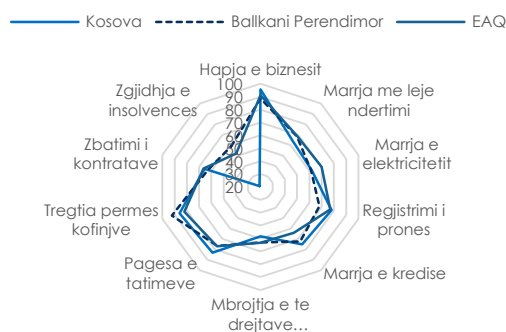 Kosova Ballkani Perendimor EAQ
Hapja e biznesit
Marrja me leje
ndertimi
Marrja e
elektricitetit
Regjistrimi i
prones
Marrja e kredise
Mbrojtja e te
drejtave...
Pagesa e
tatimeve
Tregtia permes
kofinjve
Zbatimi i
kontratave
Zgjidhja e
insolvences
100
90
80
70
60
50
40
30
20